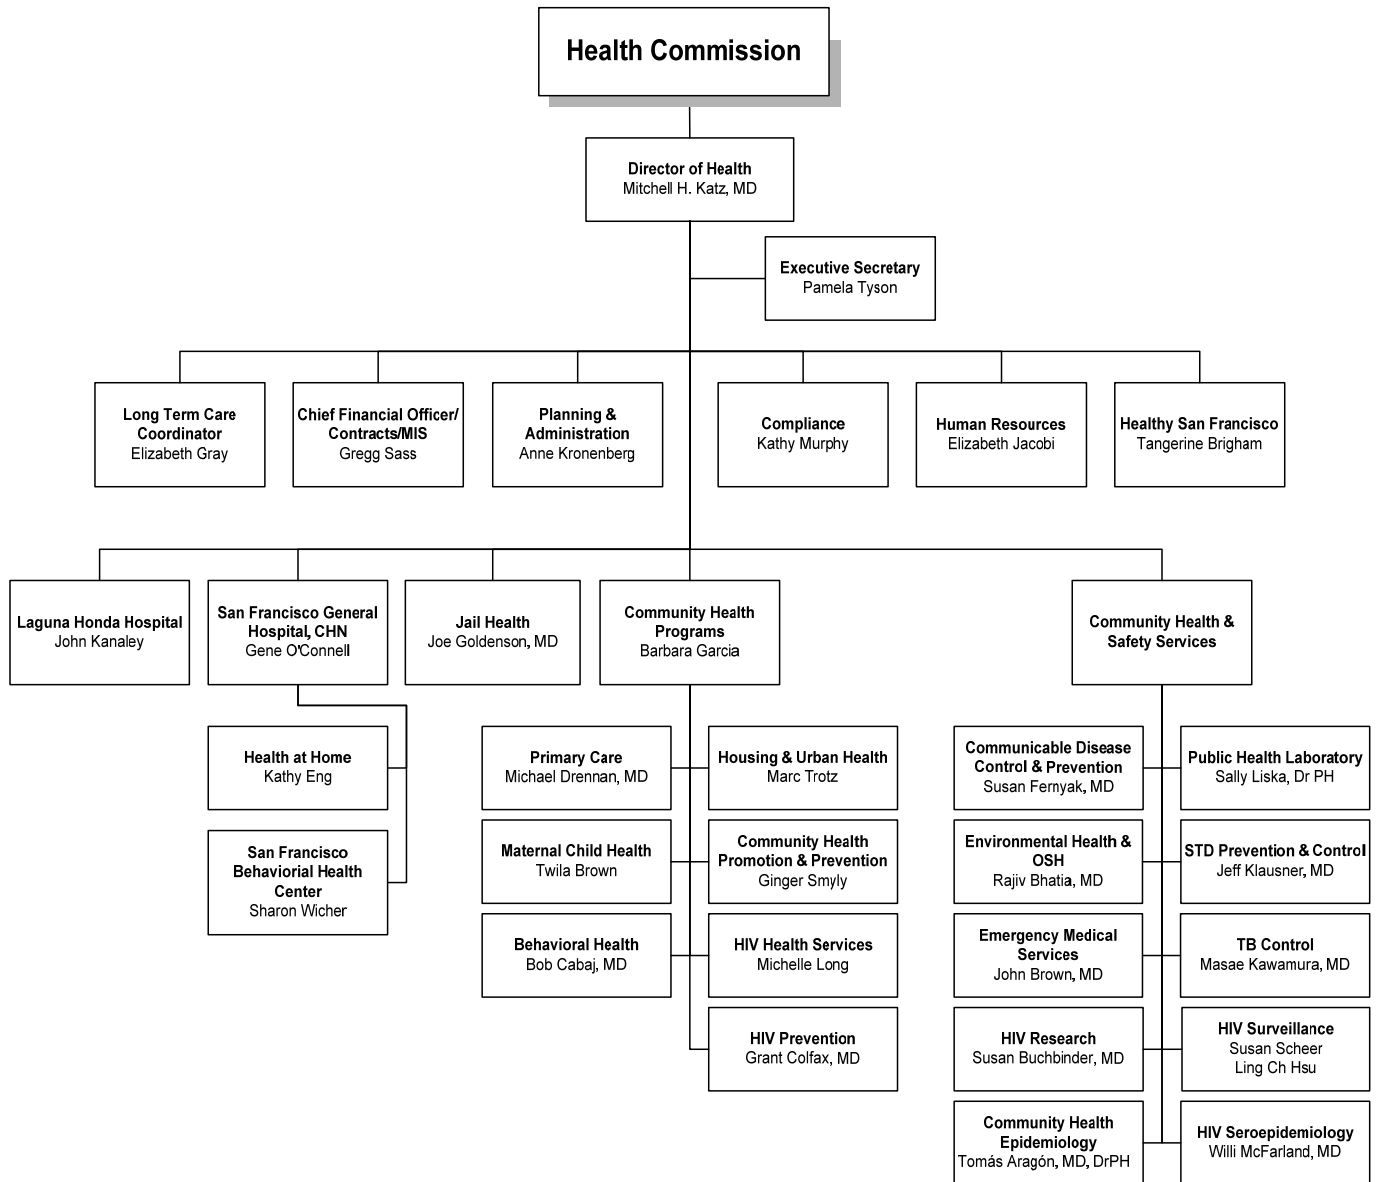 Health Commission
Director of Health
Mitchell H. Katz, MD
Executive Secretary
Pamela Tyson
Long Term Care
Coordinator
Elizabeth Gray
Chief Financial Officer/
Contracts/MIS
Gregg Sass
Planning &
Administration
Anne Kronenberg
Compliance
Kathy Murphy
Human Resources
Elizabeth Jacobi
Healthy San Francisco
Tangerine Brigham
Laguna Honda Hospital
John Kanaley
San Francisco General
Hospital, CHN
Gene O'Connell
Jail Health
Joe Goldenson, MD
Community Health
Programs
Barbara Garcia
Community Health &
Safety Services
Health at Home
Kathy Eng
San Francisco
Behaviorial Health
Center
Sharon Wicher
Primary Care
Michael Drennan, MD
Housing & Urban Health
Marc Trotz
Maternal Child Health
Twila Brown
Community Health
Promotion & Prevention
Ginger Smyly
Behavioral Health
Bob Cabaj, MD
HIV Health Services
Michelle Long
HIV Prevention
Grant Colfax, MD
Communicable Disease
Control & Prevention
Susan Fernyak, MD
Public Health Laboratory
Sally Liska, Dr PH
Environmental Health &
OSH
Rajiv Bhatia, MD
STD Prevention & Control
Jeff Klausner, MD
Emergency Medical
Services
John Brown, MD
TB Control
Masae Kawamura, MD
HIV Research
Susan Buchbinder, MD
HIV Surveillance
Susan Scheer
Ling Ch Hsu
Community Health
Epidemiology
Tomás Aragón, MD, DrPH
HIV Seroepidemiology
Willi McFarland, MD